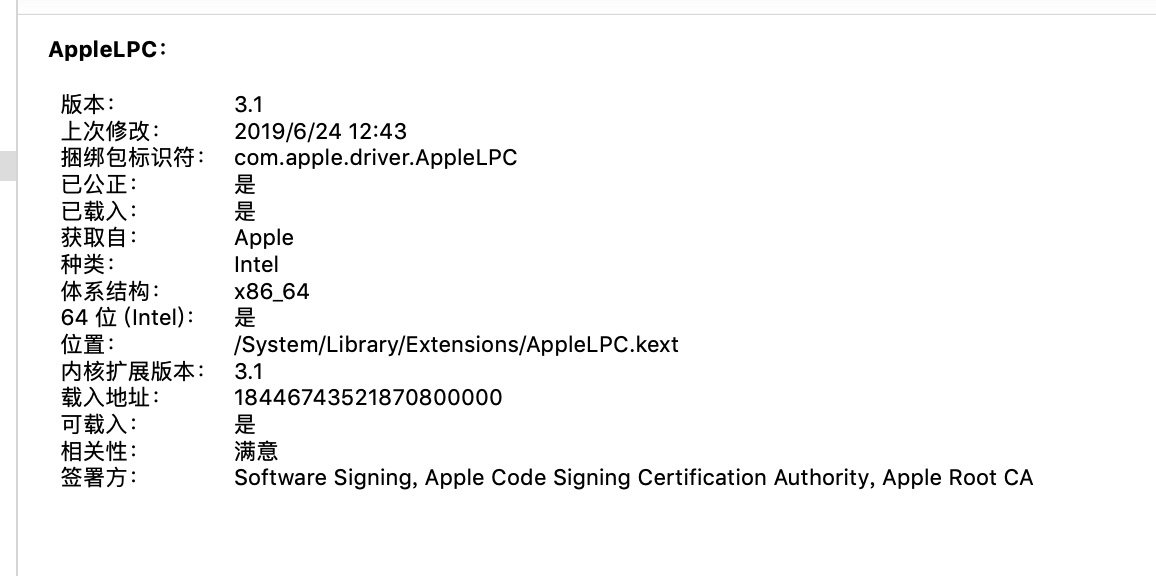 AppleLPC：
版本： 3.1
上次修改： 2019/6/24 12:43
捆绑包标识符： com.apple.driver.AppleLPC
已公正： 是
已载入： 是
获取自： Apple
种类： Intel
体系结构： x86_64
64 位 (Intel)： 是
位置： /System/Library/Extensions/AppleLPC.kext
内核扩展版本： 3.1
载入地址： 18446743521870800000
可载入： 是
相关性： 满意
签署方： Software Signing, Apple Code Signing Certification Authority, Apple Root CA